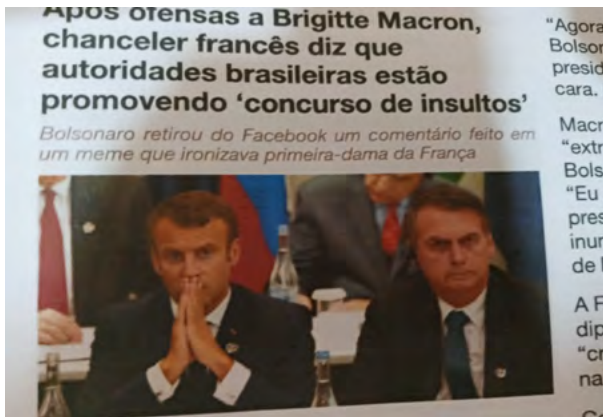 Após ofensas a Brigitte Macron,
chanceler francês diz que
autoridades brasileiras estão
promovendo ‘concurso de insultos’
Bolsonaro retirou do Facebook um comentário feito em
um meme que ironizava primeira-dama da França
“Agora
Bolson
presid
cara.
Macr
“extr
Bols
“Eu
pres
inun
de
A F
dip
“cr
na